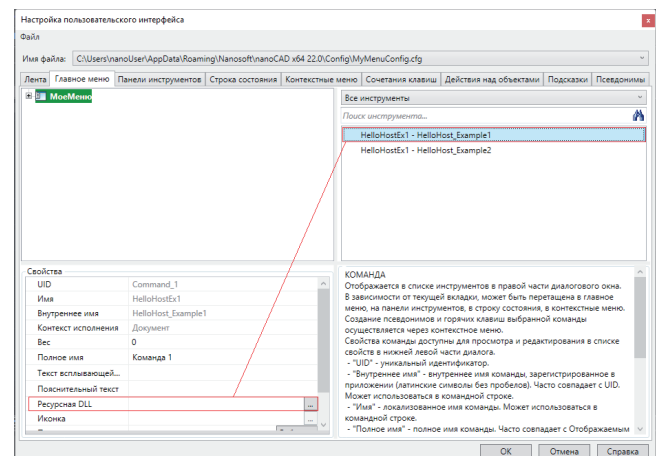 Настройка пользовательского интерфейса
Файл
Имя файла: C:\Users\nanoUser\AppData\Roaming\Nanosoft\nanoCAD x64 22.0\Config\MyMenuConfig.cfg
Лента Главное меню Панели инструментов Строка состояния Контекстные меню Сочетания клавиш Действия над объектами Подсказки Псевдонимы
МоеМеню
Все инструменты
Поиск инструмента...
HelloHostEx1 - HelloHost_Example1
HelloHostEx1 - HelloHost_Example2
Свойства
UID Command_1
Имя HelloHostEx1
Внутреннее имя HelloHost_Example1
Контекст исполнения Документ
Вес 0
Полное имя Команда 1
Текст всплывающей...
Пояснительный текст
Ресурсная DLL ...
Иконка ...
КОМАНДА
Отображается в списке инструментов в правой части диалогового окна.
В зависимости от текущей вкладки, может быть перетащена в главное
меню, на панели инструментов, в строку состояния, в контекстные меню.
Создание псевдонимов и горячих клавиш выбранной команды
осуществляется через контекстное меню.
Свойства команды доступны для просмотра и редактирования в списке
свойств в нижней левой части диалога.
- "UID" - уникальный идентификатор.
- "Внутреннее имя" - внутреннее имя команды, зарегистрированное в
приложении (латинские символы без пробелов). Часто совпадает с UID.
Может использоваться в командной строке.
- "Имя" - локализованное имя команды. Может использоваться в
командной строке.
- "Полное имя" - полное имя команды. Часто совпадает с Отображаемым
OK Отмена Справка